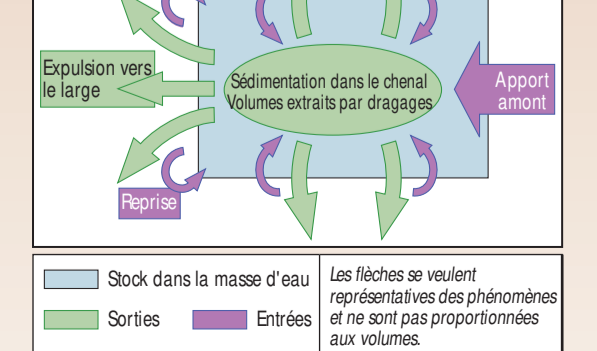 Expulsion vers
le large
Sédimentation dans le chenal
Volumes extraits par dragages
Apport
amont
Reprise
Stock dans la masse d'eau
Sorties
Entrées
Les flèches se veulent
représentatives des phénomènes
et ne sont pas proportionnées
aux volumes.